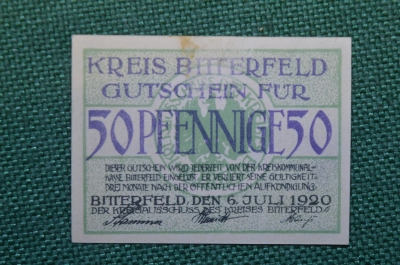 KREIS BITTERFELD
GUTSCHEIN FÜR
50 PFENNIGE 50
DIESER GUTSCHEIN WIRD JEDERZEIT VON DER KREISKOMMUNAL-
KASSE BITTERFELD EINGELÖST. ER VERLIERT SEINE GÜLTIGKEIT
DREI MONATE NACH DER ÖFFENTLICHEN AUFKÜNDIGUNG.
BITTERFELD, DEN 6. JULI 1920
DER KREISAUSSCHUSS DES KREISES BITTERFELD